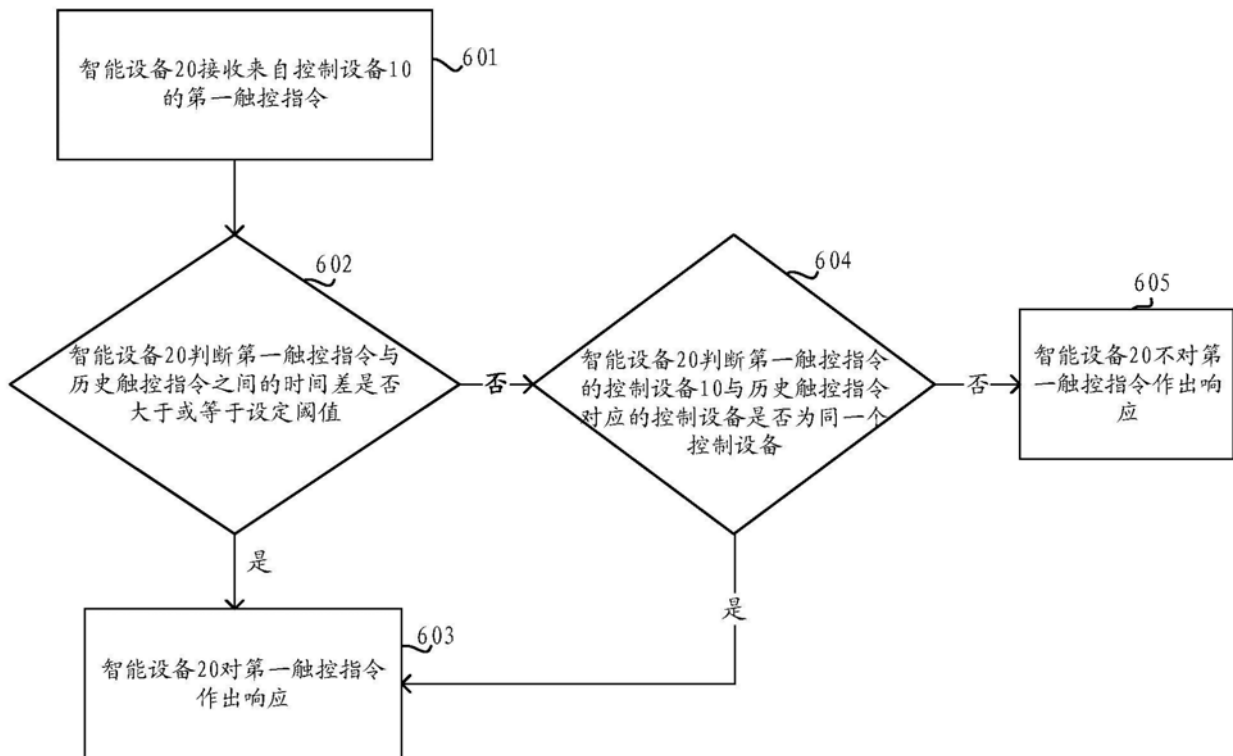 智能设备20接收来自控制设备10
的第一触控指令
601
602
智能设备20判断第一触控指令与
历史触控指令之间的时间差是否
大于或等于设定阈值
否
604
智能设备20判断第一触控指令
的控制设备10与历史触控指令
对应的控制设备是否为同一个
控制设备
否
605
智能设备20不对第
一触控指令作出响
应
是
是
603
智能设备20对第一触控指令
作出响应